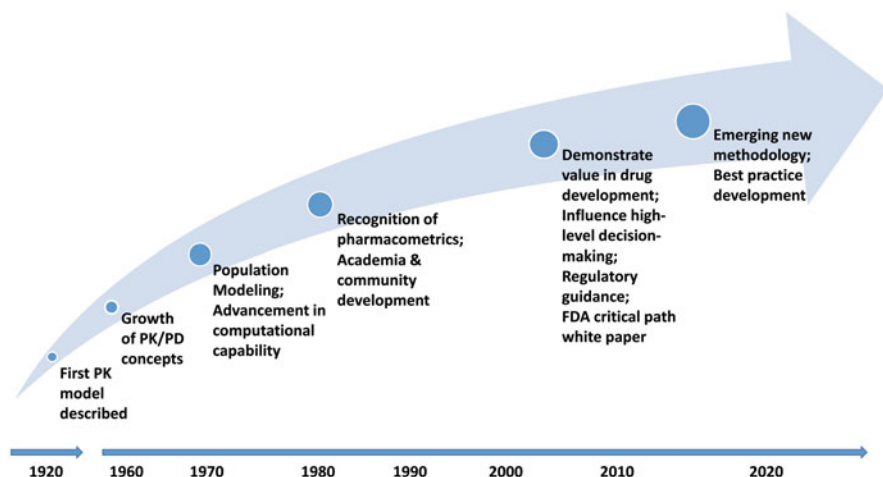 First PK
model
described
Growth
of PK/PD
concepts
Population
Modeling;
Advancement in
computational
capability
Recognition of
pharmacometrics;
Academia &
community
development
Demonstrate
value in drug
development;
Influence high-
level decision-
making;
Regulatory
guidance;
FDA critical path
white paper
Emerging new
methodology;
Best practice
development
1920 1960 1970 1980 1990 2000 2010 2020